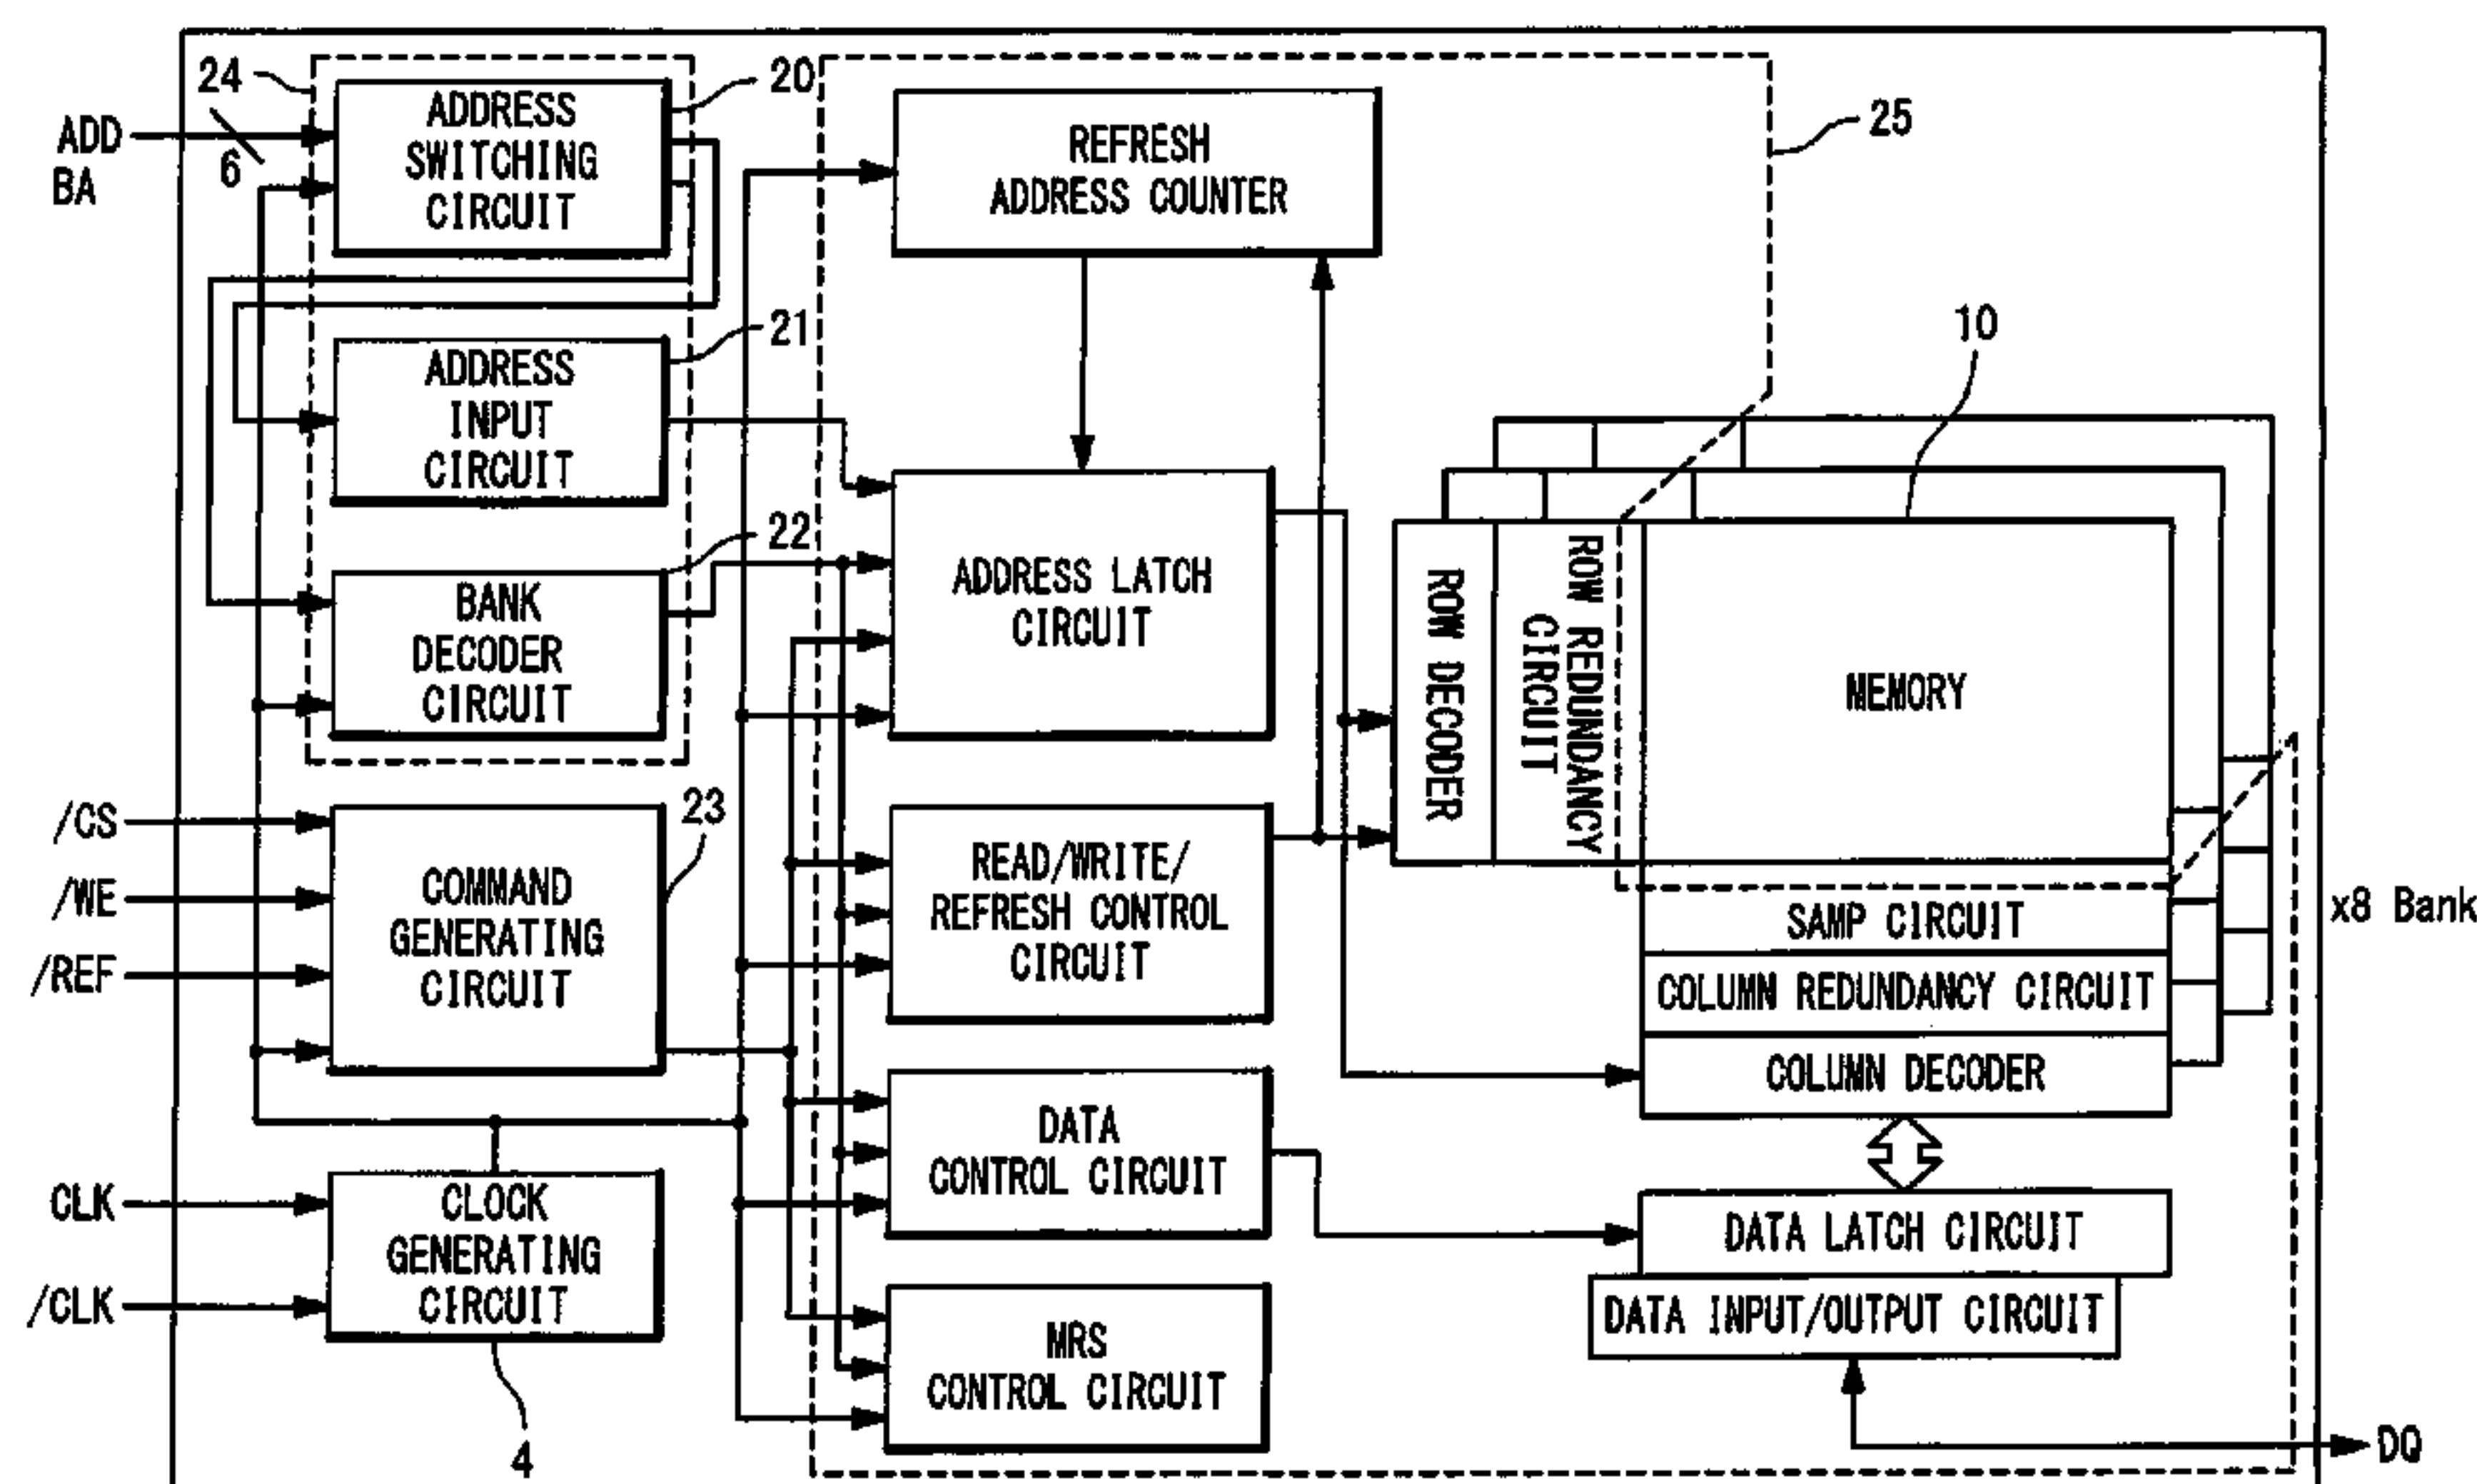 24
20
ADD
BA
6
ADDRESS
SWITCHING
CIRCUIT
REFRESH
ADDRESS COUNTER
25
21
ADDRESS
INPUT
CIRCUIT
10
22
BANK
DECODER
CIRCUIT
ADDRESS LATCH
CIRCUIT
ROW DECODER
ROW REDUNDANCY
CIRCUIT
MEMORY
/CS
/WE
/REF
23
COMMAND
GENERATING
CIRCUIT
READ/WRITE/
REFRESH CONTROL
CIRCUIT
SAMP CIRCUIT
x8 Bank
COLUMN REDUNDANCY CIRCUIT
COLUMN DECODER
DATA
CONTROL CIRCUIT
CLK
/CLK
CLOCK
GENERATING
CIRCUIT
4
DATA LATCH CIRCUIT
DATA INPUT/OUTPUT CIRCUIT
MRS
CONTROL CIRCUIT
DQ